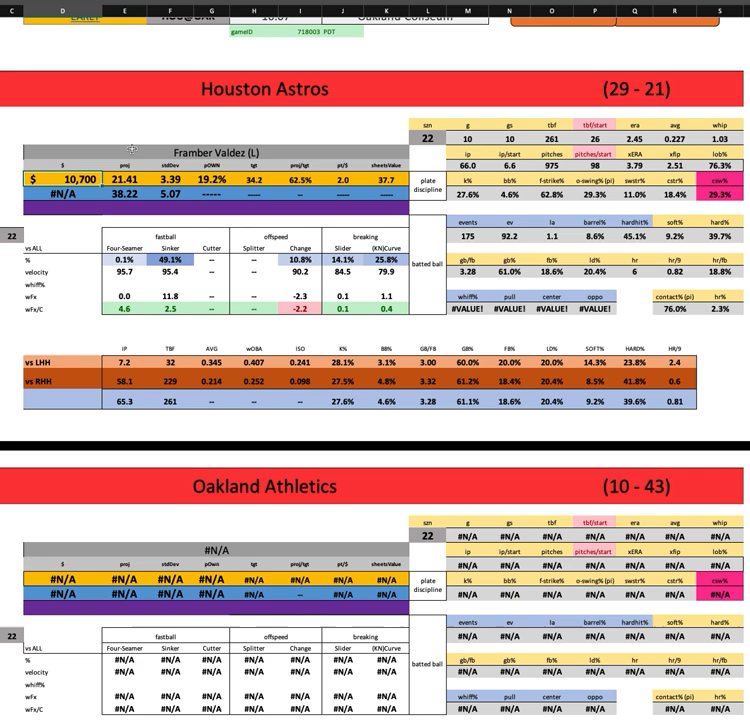 C D E F G H I J K L M N O P Q R S
EARLY HOU@OAK 16:07 Oakland Coliseum
gameID 718003 PDT
Houston Astros (29 - 21)
szn g gs tbf tbf/start era avg whip
22 10 10 261 26 2.45 0.227 1.03
Framber Valdez (L) ip ip/start pitches pitches/start xERA xfip lob%
$ proj stdDev pOWN tgt proj/tgt pt/$ sheetsValue 66.0 6.6 975 98 3.79 2.51 76.3%
$ 10,700 21.41 3.39 19.2% 34.2 62.5% 2.0 37.7 plate discipline k% bb% f-strike% o-swing% (pi) swstr% cstr% csw%
#N/A 38.22 5.07 ----- ---- -- ---- ---- 27.6% 4.6% 62.8% 29.3% 11.0% 18.4% 29.3%
events ev la barrel% hardhit% soft% hard%
22 fastball offspeed breaking 175 92.2 1.1 8.6% 45.1% 9.2% 39.7%
vs ALL Four-Seamer Sinker Cutter Splitter Change Slider (KN)Curve
% 0.1% 49.1% -- -- 10.8% 14.1% 25.8% batted ball gb/fb gb% fb% ld% hr hr/9 hr/fb
velocity 95.7 95.4 -- -- 90.2 84.5 79.9 3.28 61.0% 18.6% 20.4% 6 0.82 18.8%
whiff%
wFx 0.0 11.8 -- -- -2.3 0.1 1.1 whiff% pull center oppo contact% (pi) hr%
wFx/C 4.6 2.5 -- -- -2.2 0.1 0.4 #VALUE! #VALUE! #VALUE! #VALUE! 76.0% 2.3%
IP TBF AVG wOBA ISO K% BB% GB/FB GB% FB% LD% SOFT% HARD% HR/9
vs LHH 7.2 32 0.345 0.407 0.241 28.1% 3.1% 3.00 60.0% 20.0% 20.0% 14.3% 23.8% 2.4
vs RHH 58.1 229 0.214 0.252 0.098 27.5% 4.8% 3.32 61.2% 18.4% 20.4% 8.5% 41.8% 0.6
65.3 261 -- -- 27.6% 4.6% 3.28 61.1% 18.6% 20.4% 9.2% 39.6% 0.81
Oakland Athletics (10 - 43)
szn g gs tbf tbf/start era avg whip
22 #N/A #N/A #N/A #N/A #N/A #N/A #N/A
#N/A ip ip/start pitches pitches/start xERA xfip lob%
$ proj stdDev pOwn tgt proj/tgt pt/$ sheetsValue #N/A #N/A #N/A #N/A #N/A #N/A #N/A
#N/A #N/A #N/A #N/A #N/A #N/A #N/A #N/A plate discipline k% bb% f-strike% o-swing% (pi) swstr% cstr% csw%
#N/A #N/A #N/A #N/A #N/A -- #N/A #N/A #N/A #N/A #N/A #N/A #N/A #N/A #N/A
events ev la barrel% hardhit% soft% hard%
22 fastball offspeed breaking #N/A #N/A #N/A #N/A #N/A #N/A #N/A
vs ALL Four-Seamer Sinker Cutter Splitter Change Slider (KN)Curve
% #N/A #N/A #N/A #N/A #N/A #N/A #N/A batted ball gb/fb gb% fb% ld% hr hr/9 hr/fb
velocity #N/A #N/A #N/A #N/A #N/A #N/A #N/A #N/A #N/A #N/A #N/A #N/A #N/A #N/A
whiff%
wFx #N/A #N/A #N/A #N/A #N/A #N/A #N/A whiff% pull center oppo contact% (pi) hr%
wFx/C #N/A #N/A #N/A #N/A #N/A #N/A #N/A #N/A #N/A #N/A #N/A #N/A #N/A